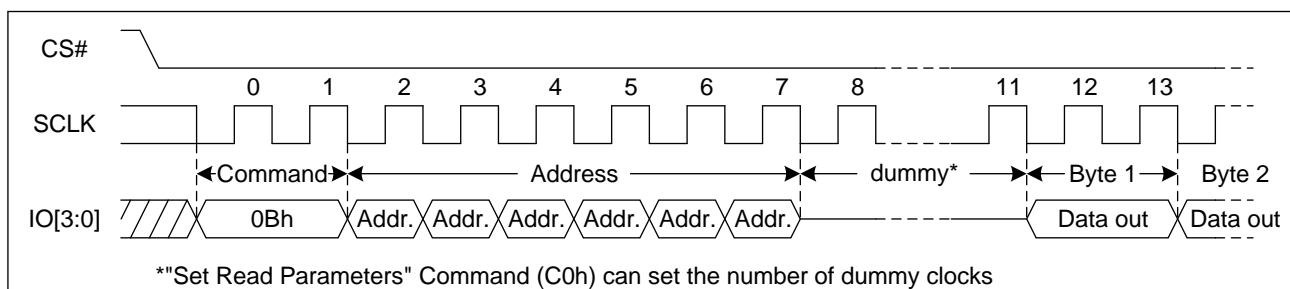 CS#
0 1 2 3 4 5 6 7 8 11 12 13
SCLK
Command Address dummy* Byte 1 Byte 2
IO[3:0] 0Bh Addr. Addr. Addr. Addr. Addr. Addr. Data out Data out
*"Set Read Parameters" Command (C0h) can set the number of dummy clocks